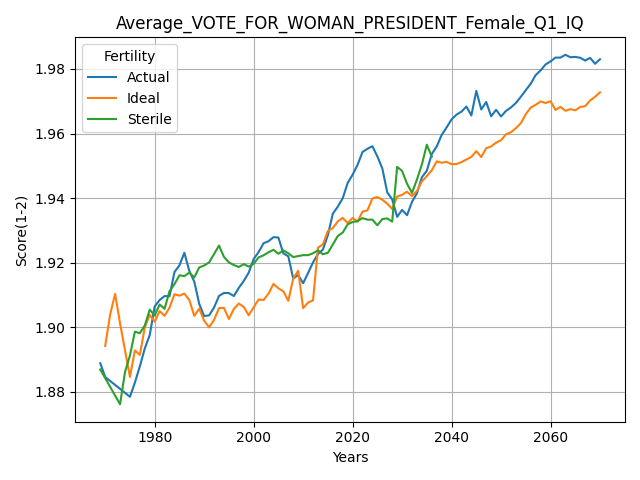 Average_VOTE_FOR_WOMAN_PRESIDENT_Female_Q1_IQ
Fertility
Actual
Ideal
Sterile
Score(1-2)
1.98
1.96
1.94
1.92
1.90
1.88
1980
2000
2020
2040
2060
Years